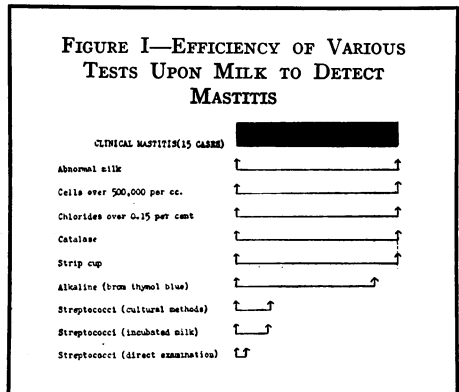 FIGURE I—EFFICIENCY OF VARIOUS
TESTS UPON MILK TO DETECT
MASTITIS
CLINICAL MASTITIS(15 CASES)
Abnormal milk
Cells over 500,000 per cc.
Chlorides over 0.15 per cent
Catalase
Strip cup
Alkaline (brom thymol blue)
Streptococci (cultural methods)
Streptococci (incubated milk)
Streptococci (direct examination)